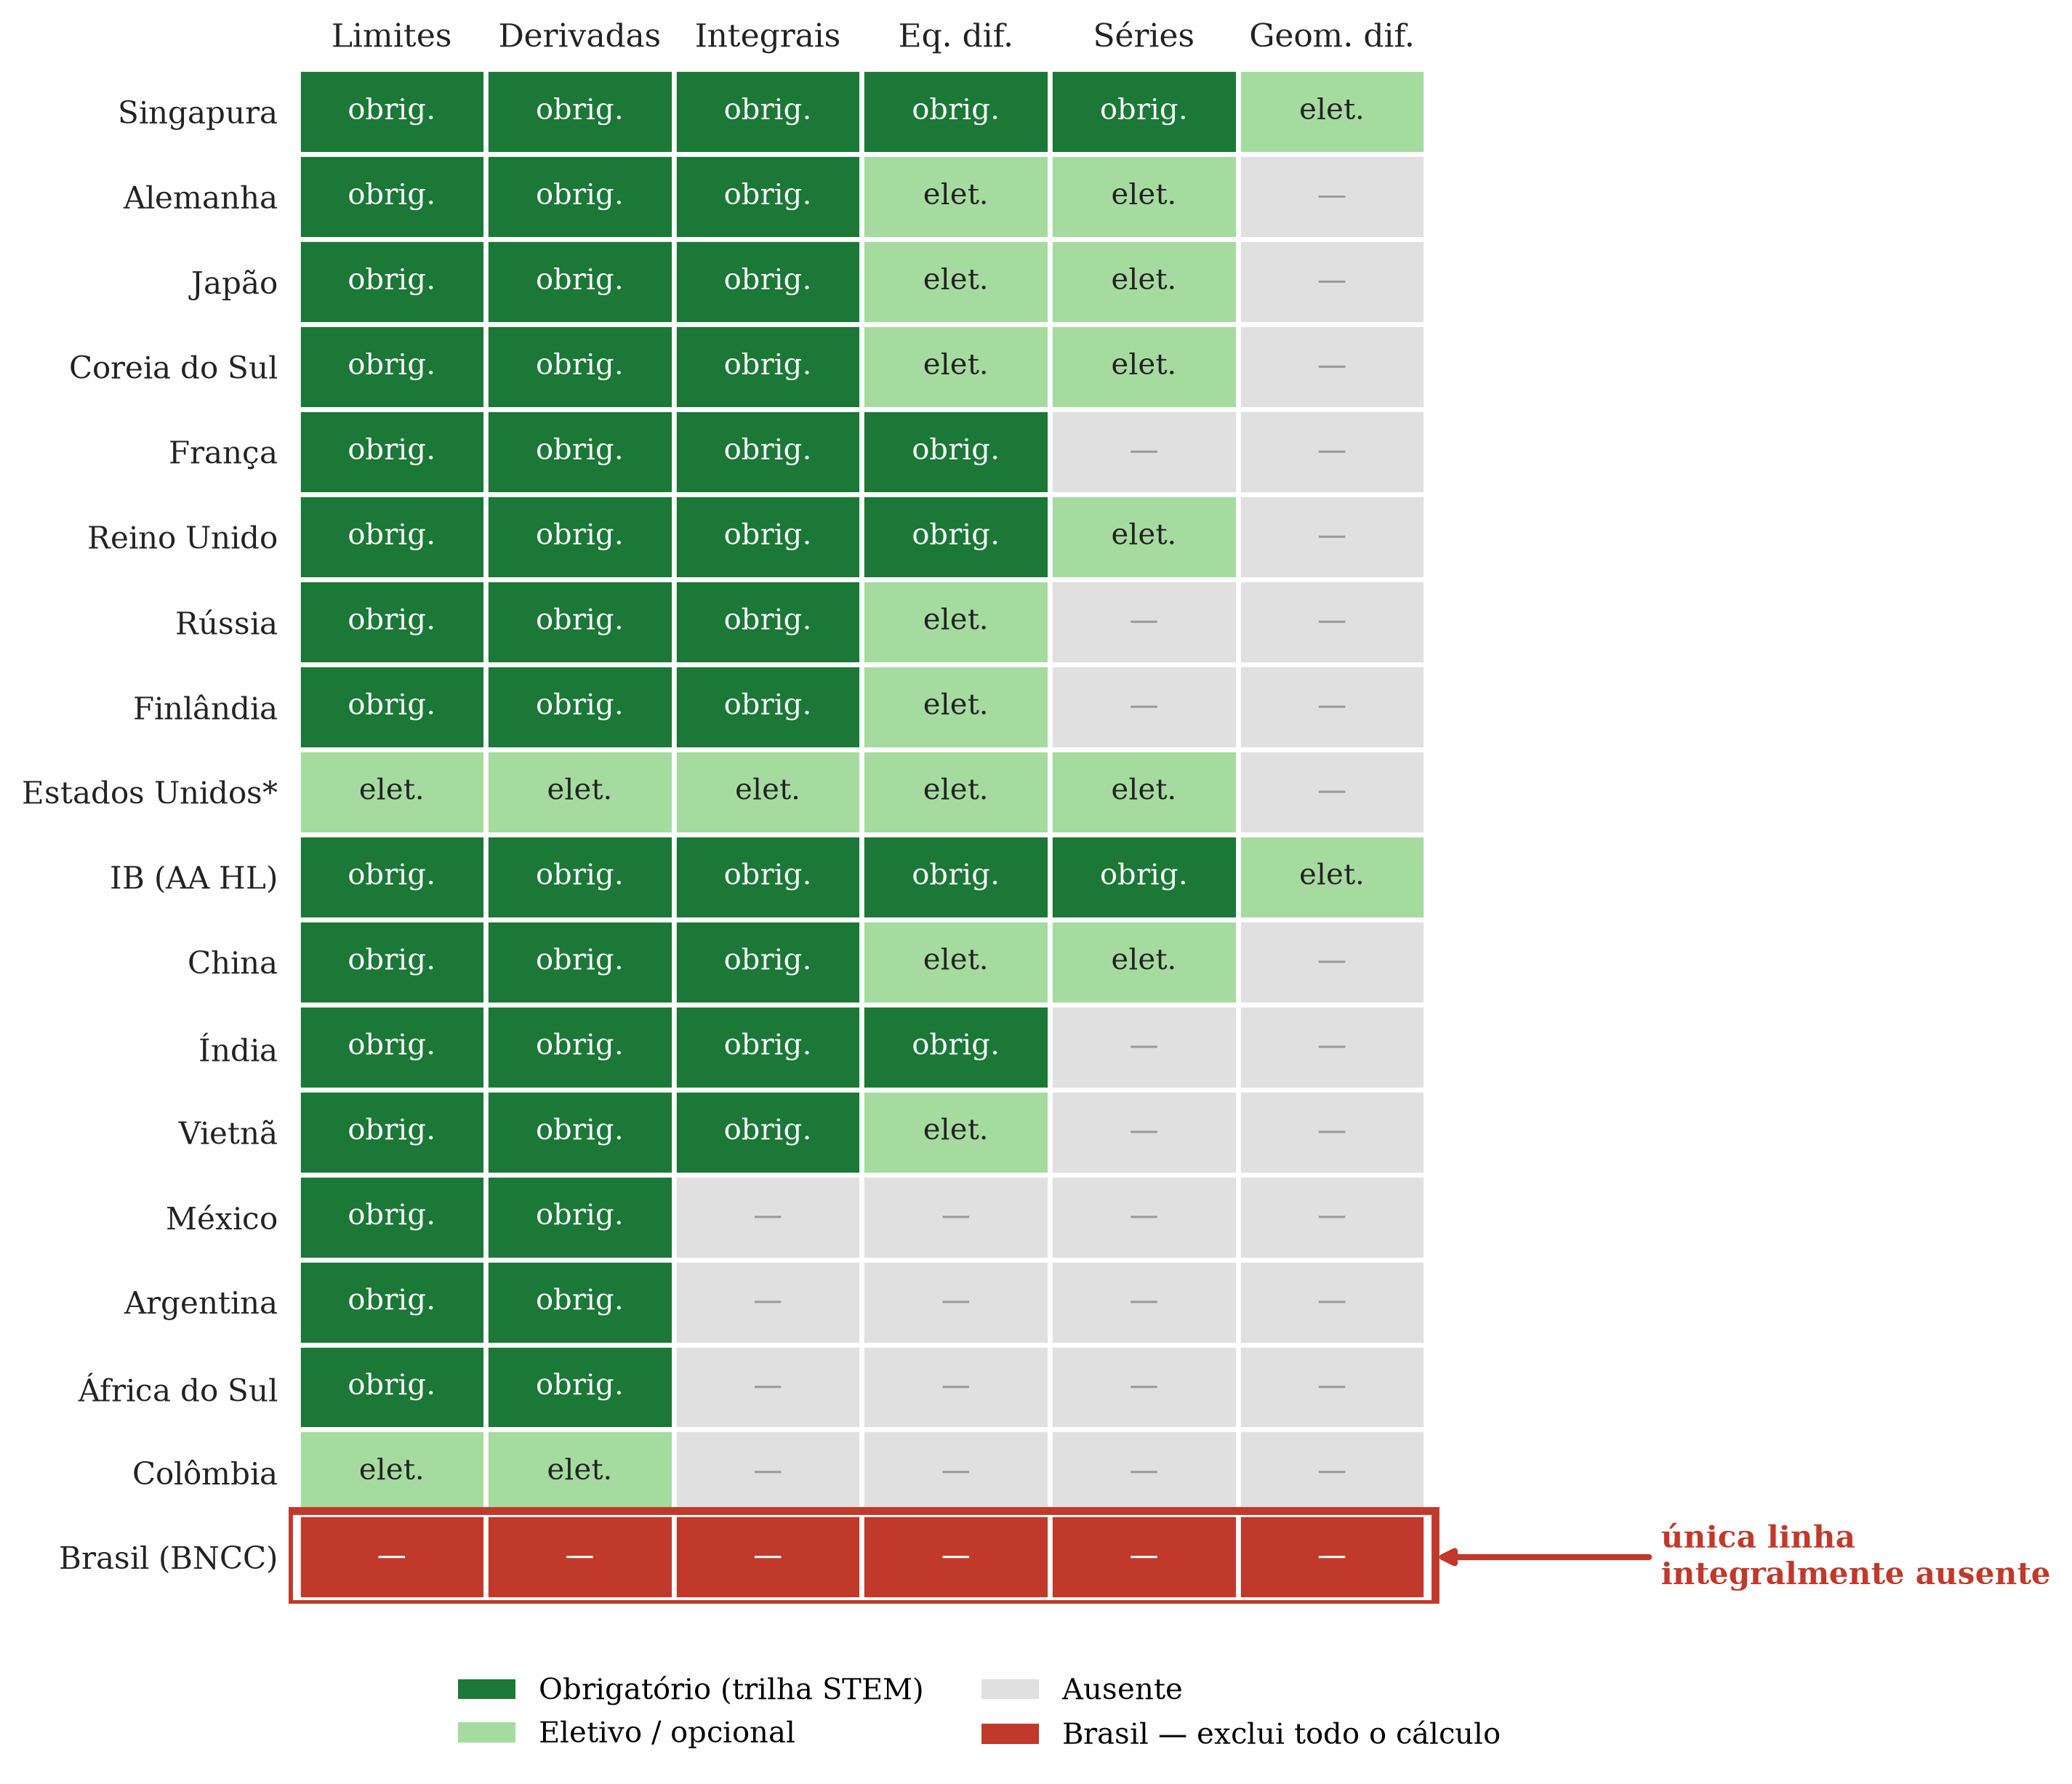 Limites Derivadas Integrais Eq. dif. Séries Geom. dif.
Singapura obrig. obrig. obrig. obrig. obrig. elet.
Alemanha obrig. obrig. obrig. elet. elet. —
Japão obrig. obrig. obrig. elet. elet. —
Coreia do Sul obrig. obrig. obrig. elet. elet. —
França obrig. obrig. obrig. obrig. — —
Reino Unido obrig. obrig. obrig. obrig. elet. —
Rússia obrig. obrig. obrig. elet. — —
Finlândia obrig. obrig. obrig. elet. — —
Estados Unidos* elet. elet. elet. elet. elet. —
IB (AA HL) obrig. obrig. obrig. obrig. obrig. elet.
China obrig. obrig. obrig. elet. elet. —
Índia obrig. obrig. obrig. obrig. — —
Vietnã obrig. obrig. obrig. elet. — —
México obrig. obrig. — — — —
Argentina obrig. obrig. — — — —
África do Sul obrig. obrig. — — — —
Colômbia elet. elet. — — — —
Brasil (BNCC) — — — — — —
única linha
integralmente ausente
Obrigatório (trilha STEM)
Eletivo / opcional
Ausente
Brasil — exclui todo o cálculo